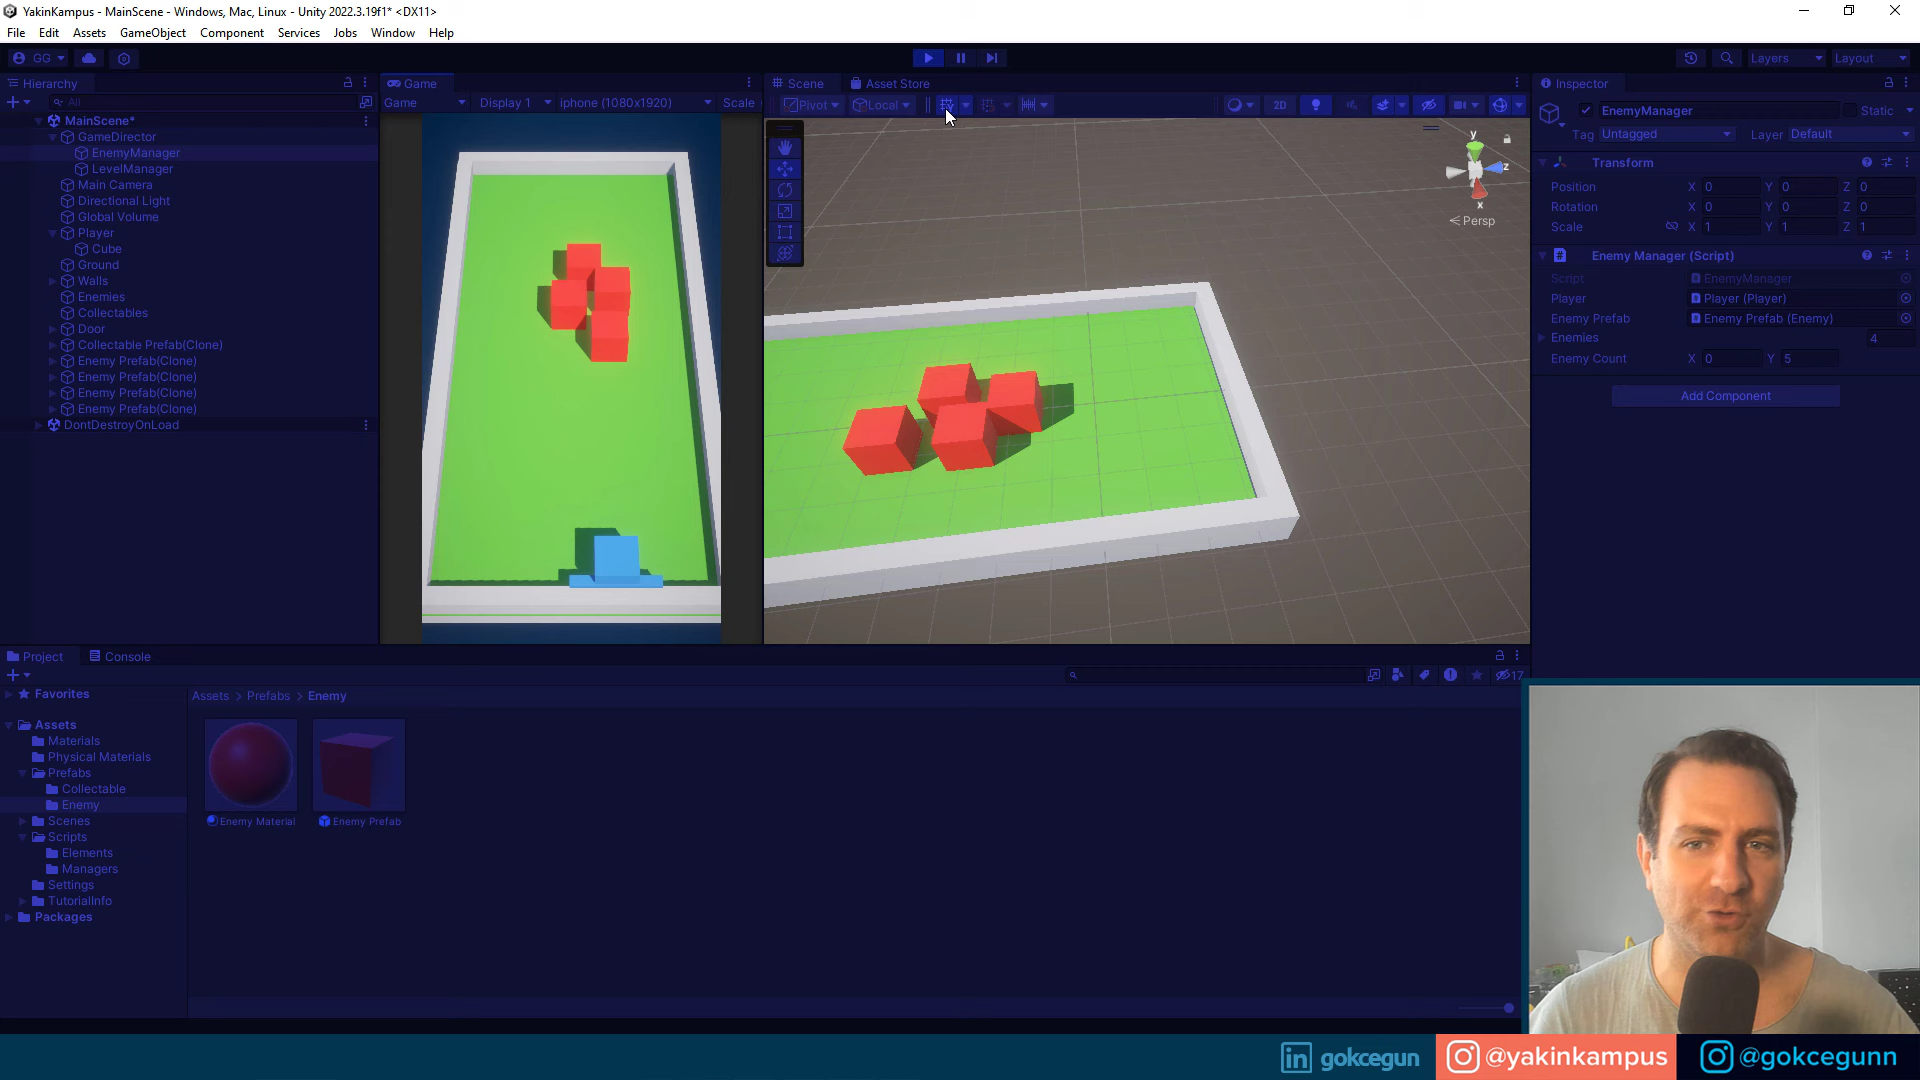 YakinKampus - MainScene - Windows, Mac, Linux - Unity 2022.3.19f1* <DX11>
File Edit Assets GameObject Component Services Jobs Window Help
GG
Layers Layout
Hierarchy
All
MainScene*
GameDirector
EnemyManager
LevelManager
Main Camera
Directional Light
Global Volume
Player
Cube
Ground
Walls
Enemies
Collectables
Door
Collectable Prefab(Clone)
Enemy Prefab(Clone)
Enemy Prefab(Clone)
Enemy Prefab(Clone)
Enemy Prefab(Clone)
DontDestroyOnLoad
Game
Game Display 1 iphone (1080x1920) Scale
Scene Asset Store
Pivot Local 2D
y
z
x
Persp
Inspector
EnemyManager Static
Tag Untagged Layer Default
Transform
Position X 0 Y 0 Z 0
Rotation X 0 Y 0 Z 0
Scale X 1 Y 1 Z 1
Enemy Manager (Script)
Script EnemyManager
Player Player (Player)
Enemy Prefab Enemy Prefab (Enemy)
Enemies 4
Enemy Count X 0 Y 5
Add Component
Project Console
17
Favorites
Assets
Materials
Physical Materials
Prefabs
Collectable
Enemy
Scenes
Scripts
Elements
Managers
Settings
TutorialInfo
Packages
Assets > Prefabs > Enemy
Enemy Material Enemy Prefab
in gokcegun @yakinkampus @gokcegunn